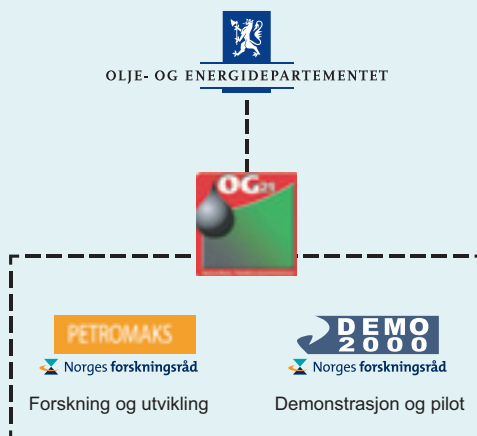 OLJE- OG ENERGIDEPARTEMENTET
OG21
PETROMAKS
Norges forskningsråd
Forskning og utvikling
DEMO
2000
Norges forskningsråd
Demonstrasjon og pilot